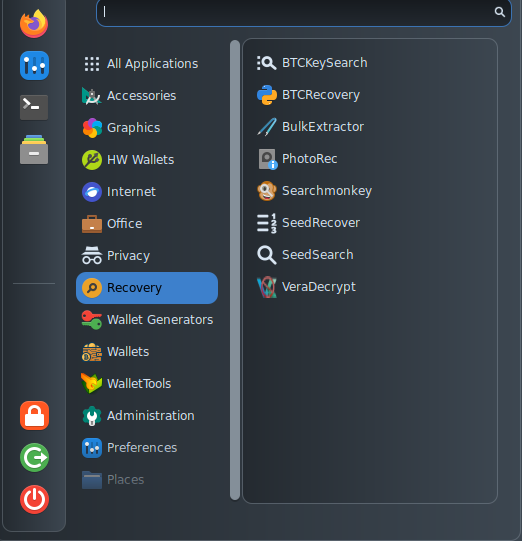 All Applications
Accessories
Graphics
HW Wallets
Internet
Office
Privacy
Recovery
Wallet Generators
Wallets
WalletTools
Administration
Preferences
Places
BTCKeySearch
BTCRecovery
BulkExtractor
PhotoRec
Searchmonkey
SeedRecover
SeedSearch
VeraDecrypt